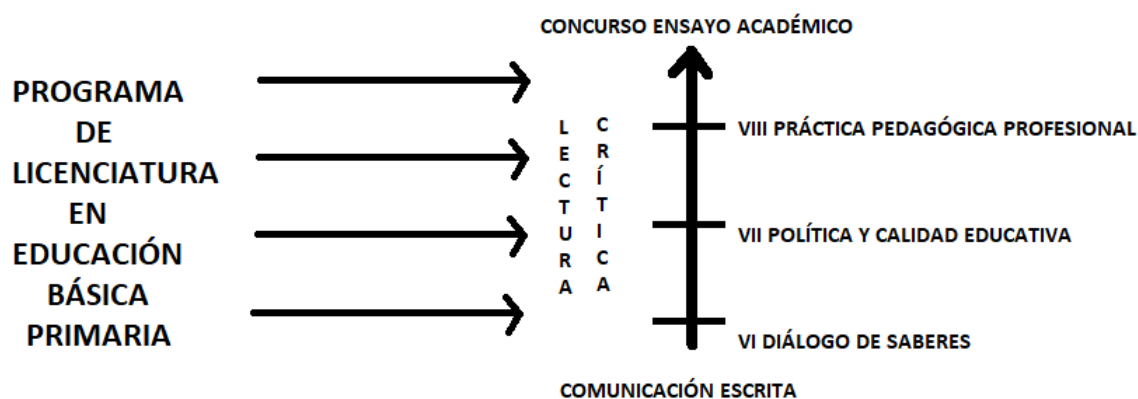 CONCURSO ENSAYO ACADÉMICO
PROGRAMA
DE
LICENCIATURA
EN
EDUCACIÓN
BÁSICA
PRIMARIA
LECTURA
CRÍTICA
VIII PRÁCTICA PEDAGÓGICA PROFESIONAL
VII POLÍTICA Y CALIDAD EDUCATIVA
VI DIÁLOGO DE SABERES
COMUNICACIÓN ESCRITA